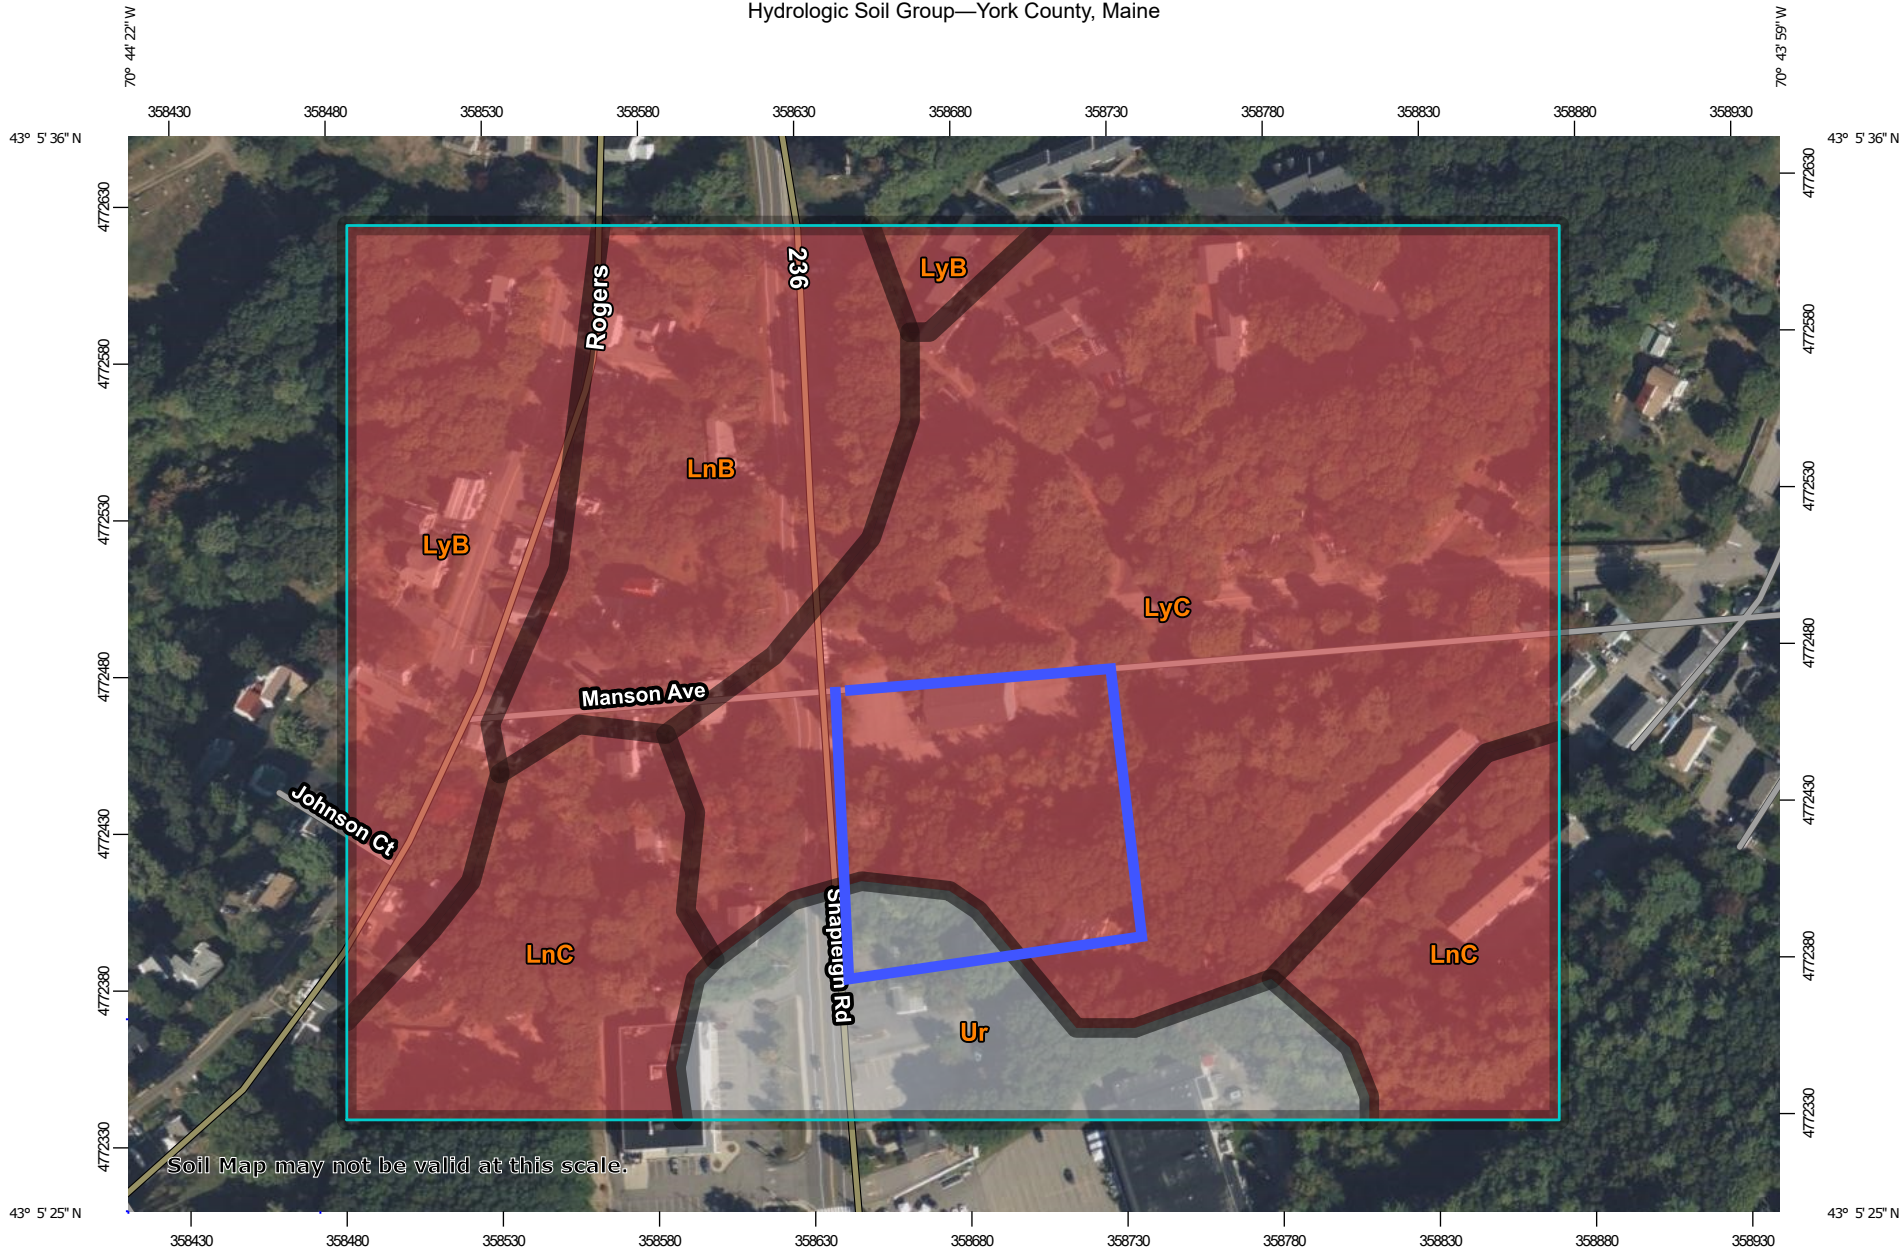 Hydrologic Soil Group—York County, Maine
70° 44' 22" W
70° 43' 59" W
358430 358480 358530 358580 358630 358680 358730 358780 358830 358880 358930
43° 5' 36" N
43° 5' 36" N
4772630
4772580
4772530
4772480
4772430
4772380
4772330
4772630
4772580
4772530
4772480
4772430
4772380
4772330
236
LyB
Rogers
LnB
LyB
LyC
Manson Ave
Johnson Ct
Shapleigh Rd
LnC
LnC
Ur
Soil Map may not be valid at this scale.
43° 5' 25" N
43° 5' 25" N
358430 358480 358530 358580 358630 358680 358730 358780 358830 358880 358930